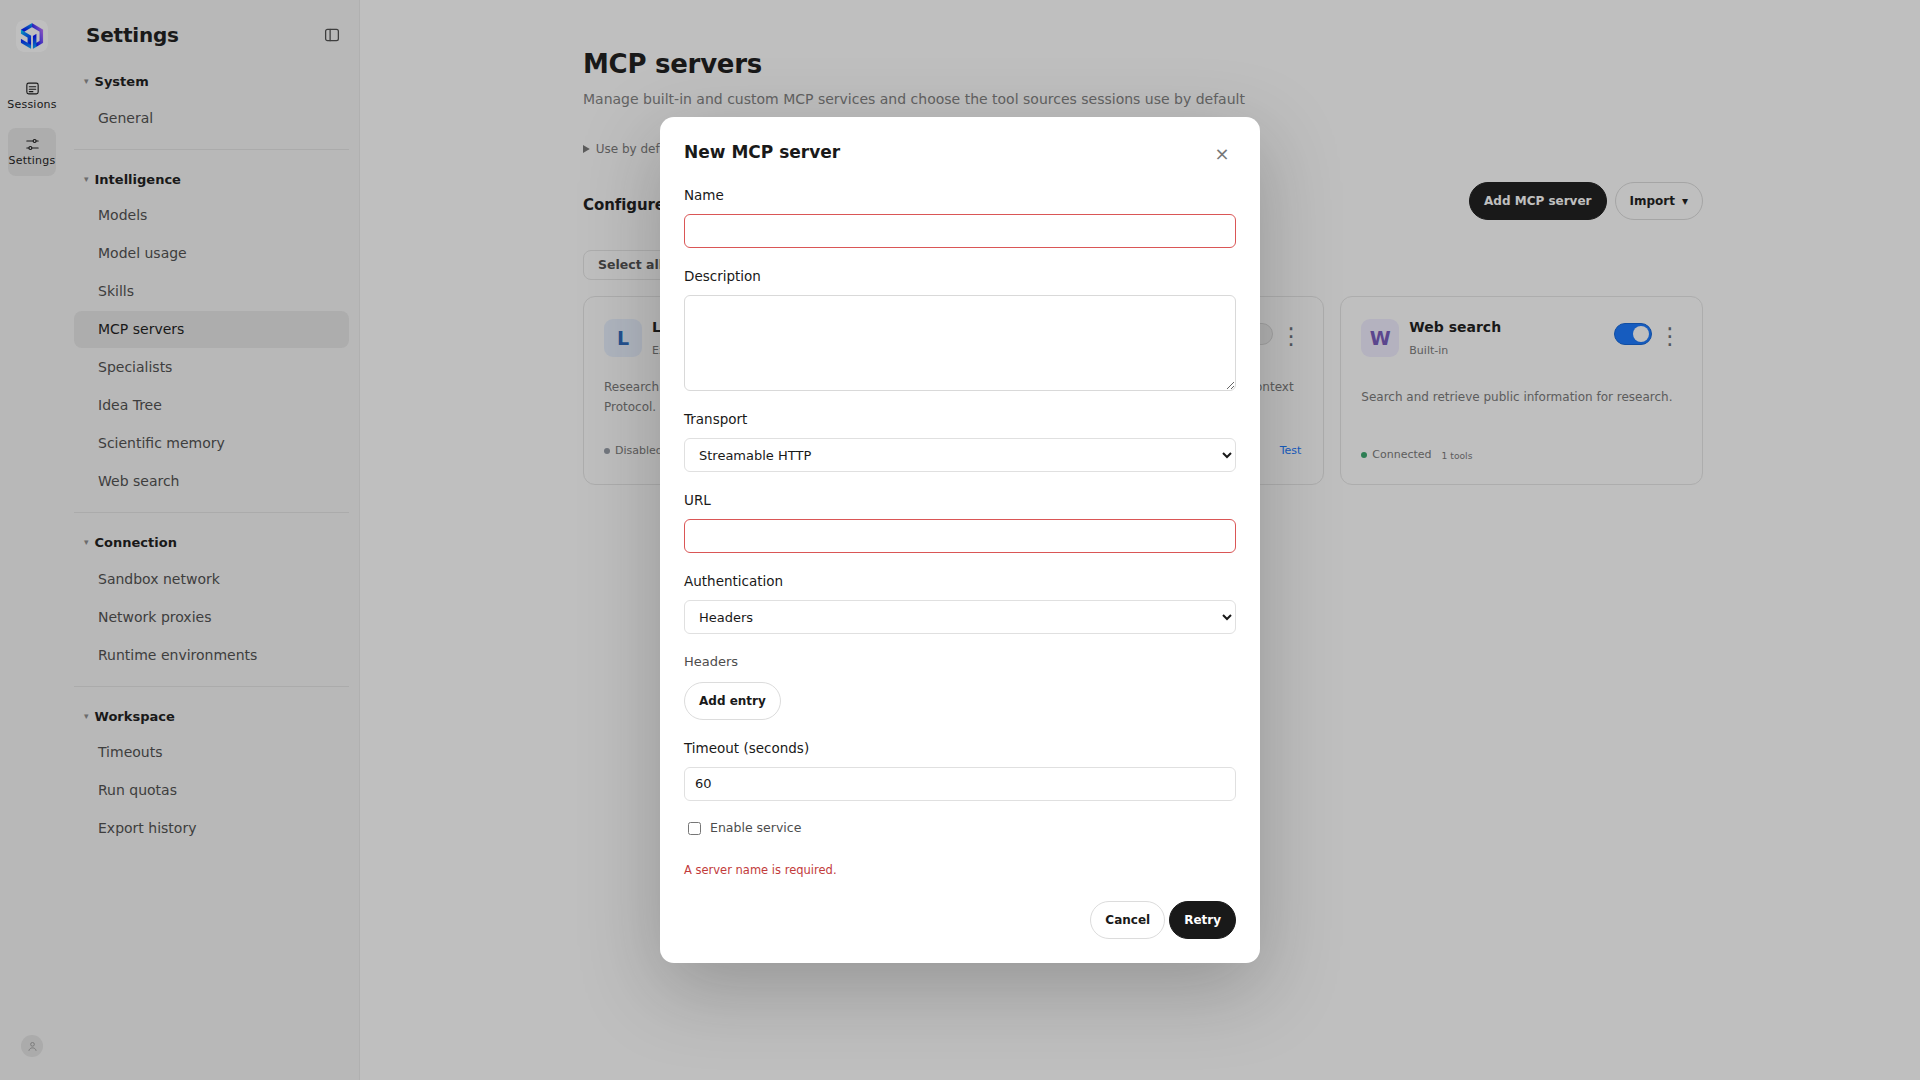 Settings
Sessions
Settings
System
General
Intelligence
Models
Model usage
Skills
MCP servers
Specialists
Idea Tree
Scientific memory
Web search
Connection
Sandbox network
Network proxies
Runtime environments
Workspace
Timeouts
Run quotas
Export history
MCP servers
Manage built-in and custom MCP services and choose the tool sources sessions use by default
Use by
Add MCP server
Import
Select
L
Research
Protocol.
Disabled
Test
W
Web search
Built-in
Search and retrieve public information for research.
Connected 1 tools
New MCP server
Name
Description
Transport
Streamable HTTP
URL
Authentication
Headers
Headers
Add entry
Timeout (seconds)
60
Enable service
A server name is required.
Cancel
Retry